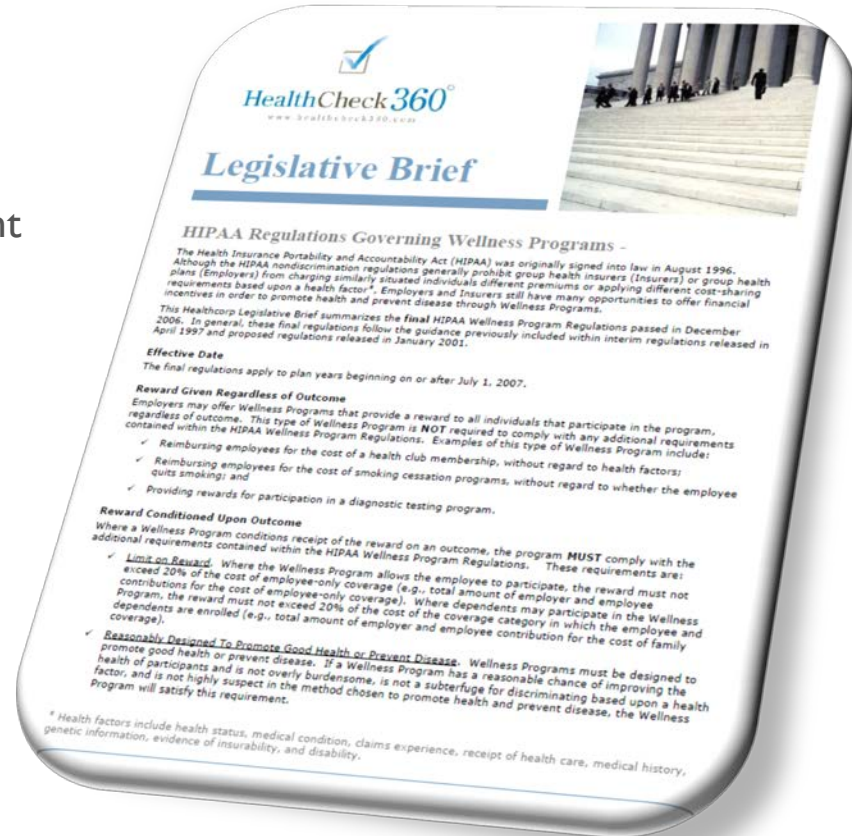 nt
HealthCheck 360°
www.healthcheck360.com
Legislative Brief
HIPAA Regulations Governing Wellness Programs -
The Health Insurance Portability and Accountability Act (HIPAA) was originally signed into law in August 1996.
Although the HIPAA nondiscrimination regulations generally prohibit group health insurers (Insurers) or group health
plans (Employers) from charging similarly situated individuals different premiums or applying different cost-sharing
requirements based upon a health factor*. Employers and Insurers still have many opportunities to offer financial
incentives in order to promote health and prevent disease through Wellness Programs.
This Healthcorp Legislative Brief summarizes the final HIPAA Wellness Program Regulations passed in December
2006. In general, these final regulations follow the guidance previously included within interim regulations released in
April 1997 and proposed regulations released in January 2001.
Effective Date
The final regulations apply to plan years beginning on or after July 1, 2007.
Reward Given Regardless of Outcome
Employers may offer Wellness Programs that provide a reward to all individuals that participate in the program,
regardless of outcome. This type of Wellness Program is NOT required to comply with any additional requirements
contained within the HIPAA Wellness Program Regulations. Examples of this type of Wellness Program include:
✓ Reimbursing employees for the cost of a health club membership, without regard to health factors;
✓ Reimbursing employees for the cost of smoking cessation programs, without regard to whether the employee
quits smoking; and
✓ Providing rewards for participation in a diagnostic testing program.
Reward Conditioned Upon Outcome
Where a Wellness Program conditions receipt of the reward on an outcome, the program MUST comply with the
additional requirements contained within the HIPAA Wellness Program Regulations. These requirements are:
✓ Limit on Reward. Where the Wellness Program allows the employee to participate, the reward must not
exceed 20% of the cost of employee-only coverage (e.g., total amount of employer and employee
contributions for the cost of employee-only coverage). Where dependents may participate in the Wellness
Program, the reward must not exceed 20% of the cost of the coverage category in which the employee and
dependents are enrolled (e.g., total amount of employer and employee contribution for the cost of family
coverage).
✓ Reasonably Designed To Promote Good Health or Prevent Disease. Wellness Programs must be designed to
promote good health or prevent disease. If a Wellness Program has a reasonable chance of improving the
health of participants and is not overly burdensome, is not a subterfuge for discriminating based upon a health
factor, and is not highly suspect in the method chosen to promote health and prevent disease, the Wellness
Program will satisfy this requirement.
* Health factors include health status, medical condition, claims experience, receipt of health care, medical history,
genetic information, evidence of insurability, and disability.